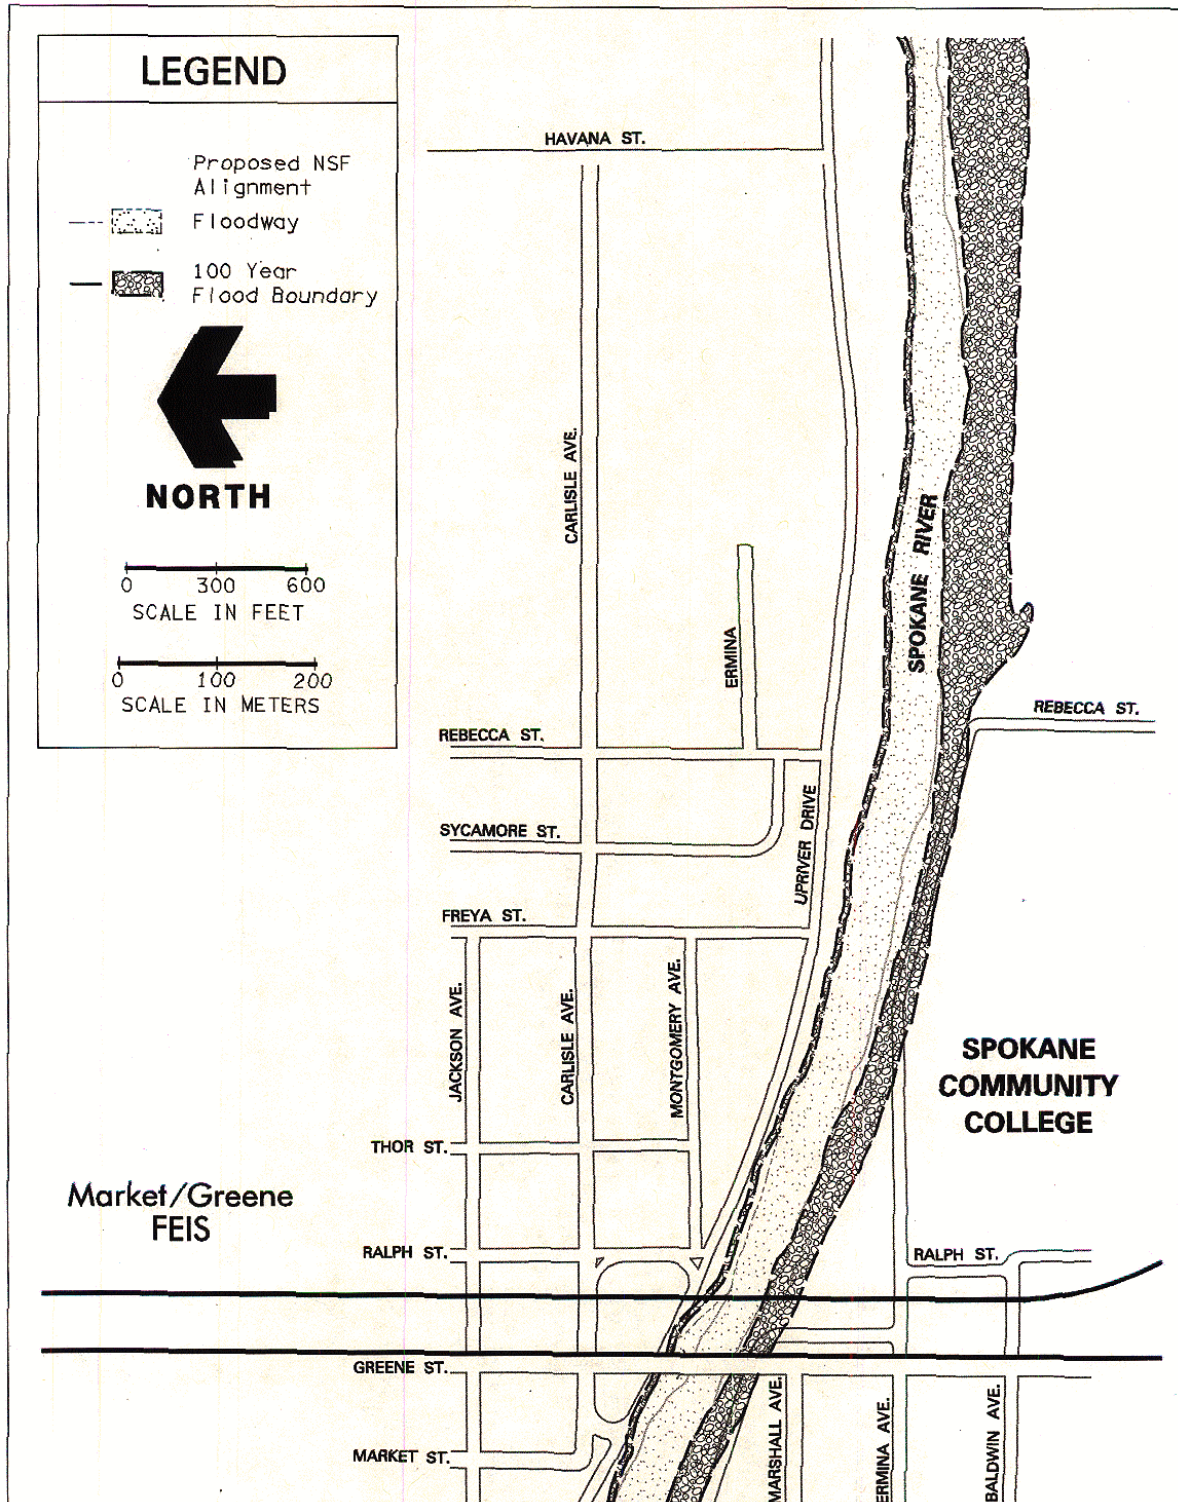 LEGEND
Proposed NSF
Alignment
Floodway
100 Year
Flood Boundary
NORTH
0 300 600
SCALE IN FEET
0 100 200
SCALE IN METERS
HAVANA ST.
CARLISLE AVE.
ERMINA
SPOKANE RIVER
REBECCA ST.
REBECCA ST.
SYCAMORE ST.
UPRIVER DRIVE
FREYA ST.
JACKSON AVE.
CARLISLE AVE.
MONTGOMERY AVE.
SPOKANE
COMMUNITY
COLLEGE
THOR ST.
Market/Greene
FEIS
RALPH ST.
RALPH ST.
GREENE ST.
MARKET ST.
MARSHALL AVE.
ERMINA AVE.
BALDWIN AVE.